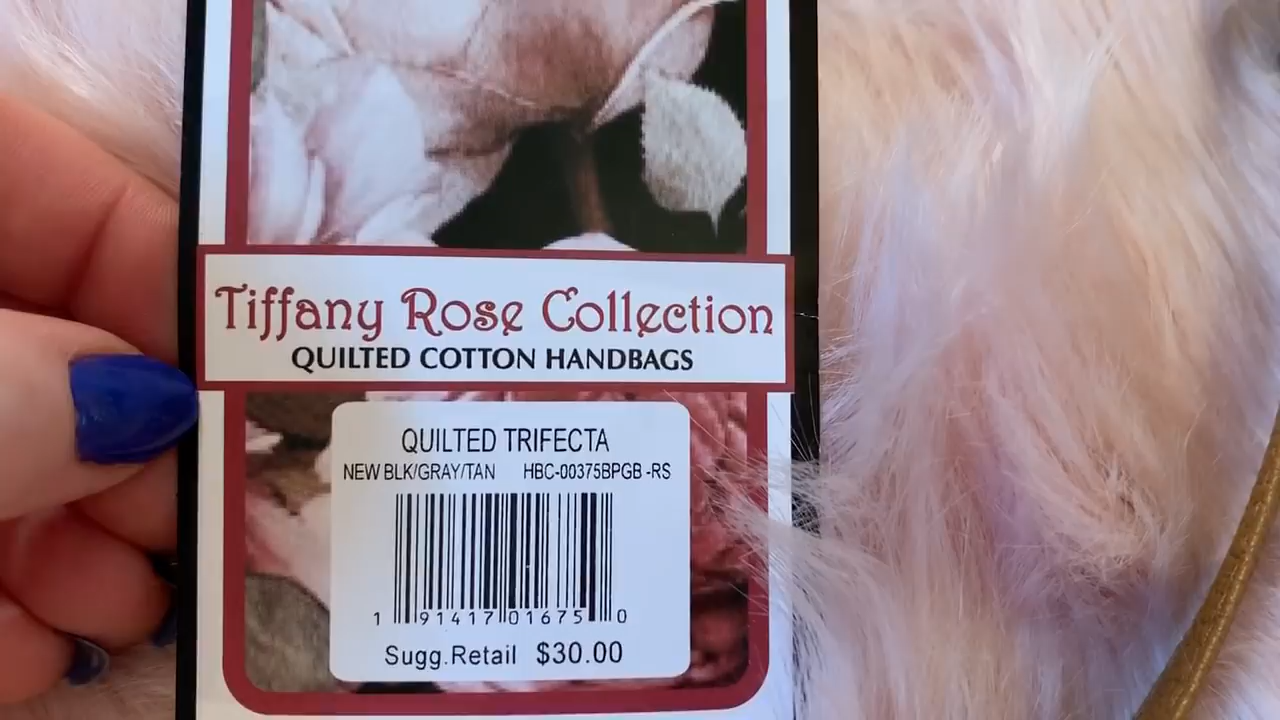 Tiffany Rose Collection
QUILTED COTTON HANDBAGS
QUILTED TRIFECTA
NEW BLK/GRAY/TAN HBC-00375BPGB -RS
1 91417 01675 0
Sugg.Retail $30.00